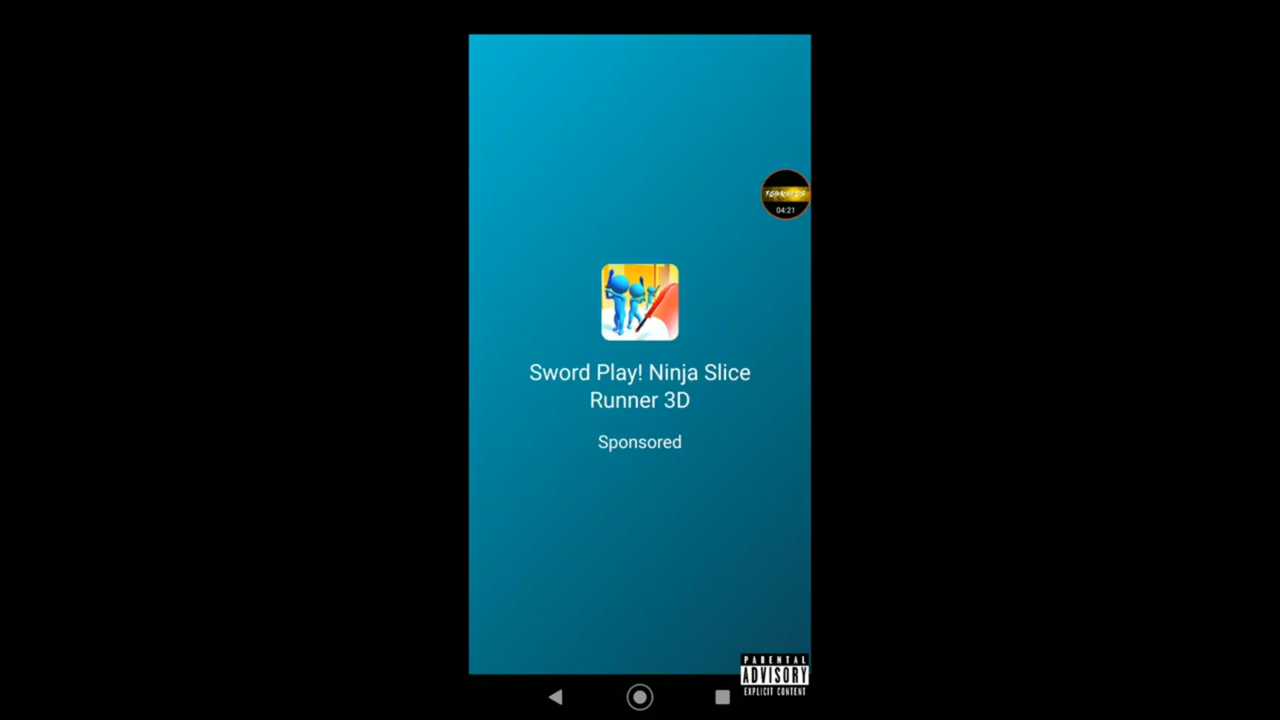 04:21
Sword Play! Ninja Slice
Runner 3D
Sponsored
PARENTAL
ADVISORY
EXPLICIT CONTENT